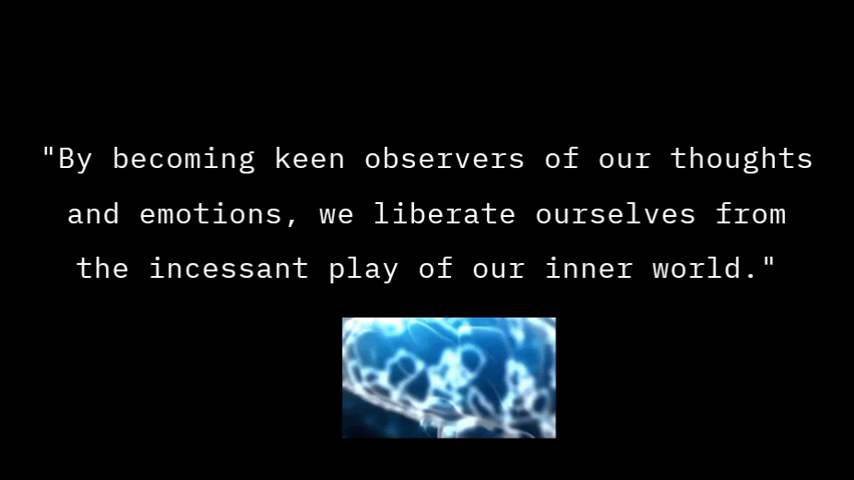 "By becoming keen observers of our thoughts
and emotions, we liberate ourselves from
the incessant play of our inner world."